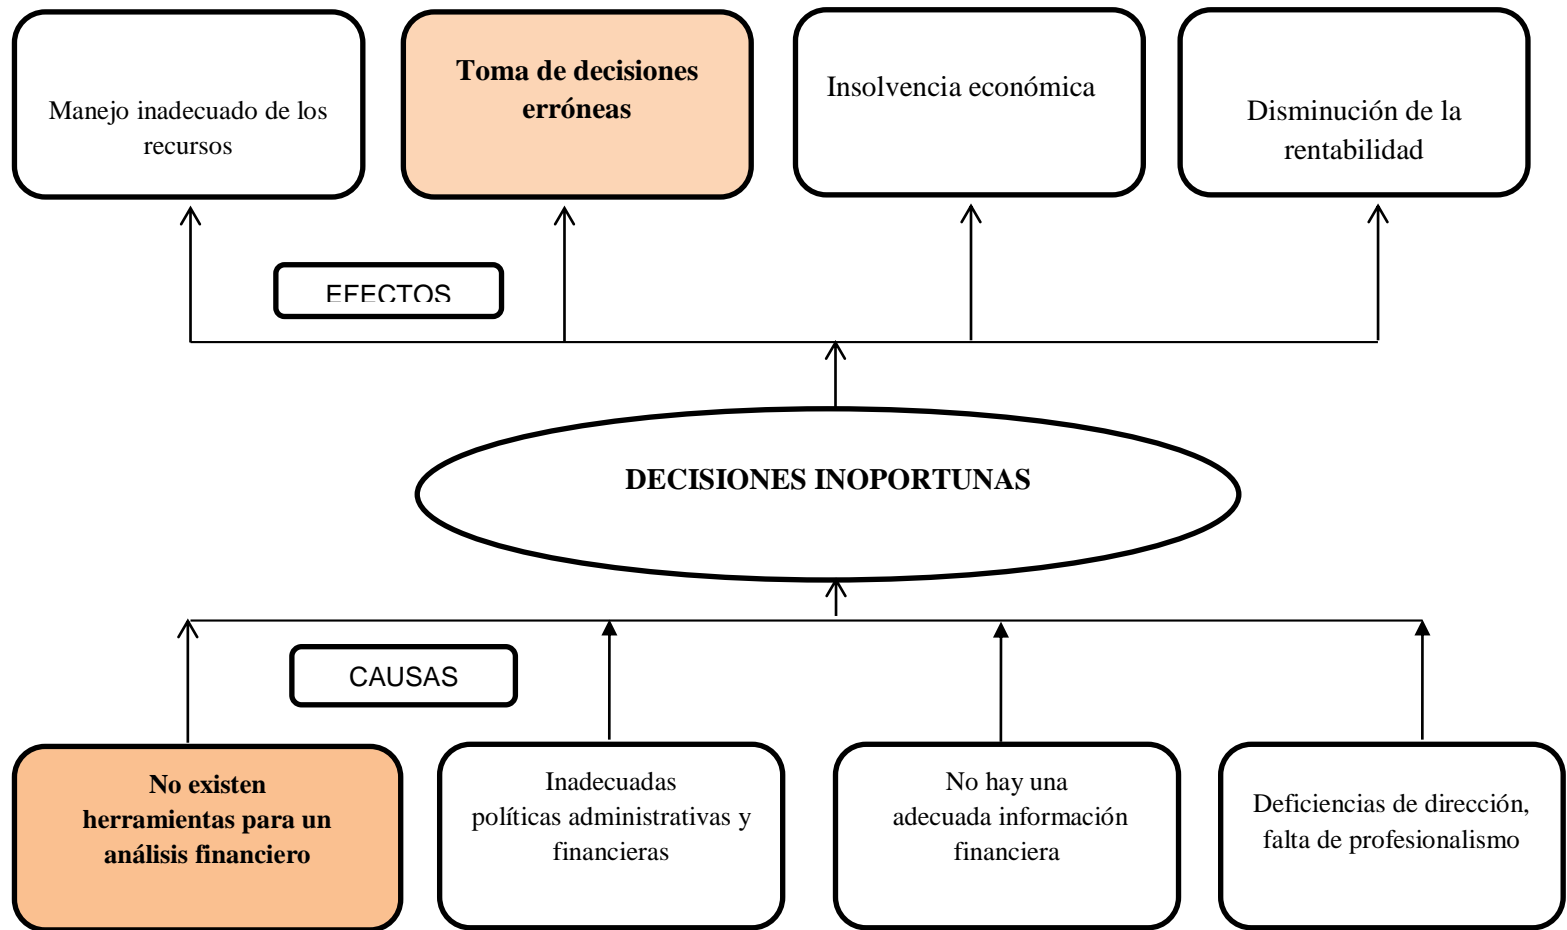 Manejo inadecuado de los
recursos
Toma de decisiones
erróneas
Insolvencia económica
Disminución de la
rentabilidad
EFECTOS
DECISIONES INOPORTUNAS
CAUSAS
No existen
herramientas para un
análisis financiero
Inadecuadas
políticas administrativas y
financieras
No hay una
adecuada información
financiera
Deficiencias de dirección,
falta de profesionalismo